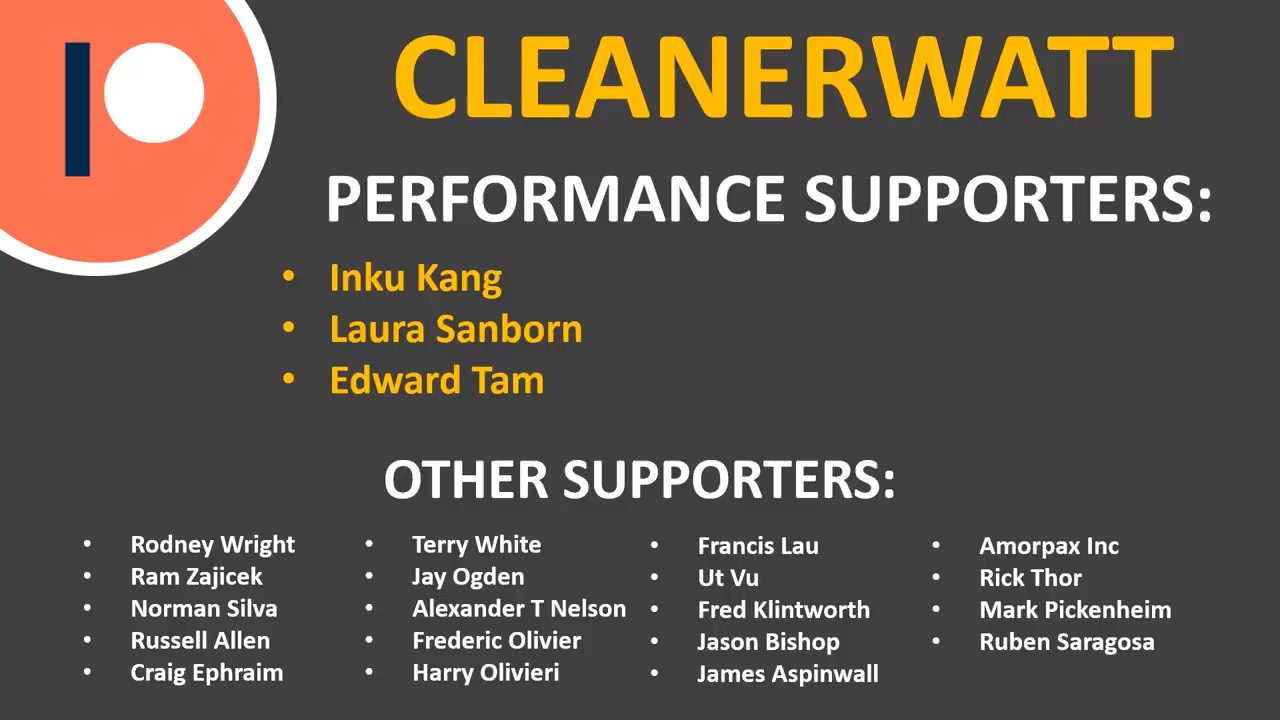 CLEANERWATT
PERFORMANCE SUPPORTERS:
• Inku Kang
• Laura Sanborn
• Edward Tam
OTHER SUPPORTERS:
• Rodney Wright
• Ram Zajicek
• Norman Silva
• Russell Allen
• Craig Ephraim
• Terry White
• Jay Ogden
• Alexander T Nelson
• Frederic Olivier
• Harry Olivieri
• Francis Lau
• Ut Vu
• Fred Klintworth
• Jason Bishop
• James Aspinwall
• Amorpax Inc
• Rick Thor
• Mark Pickenheim
• Ruben Saragosa